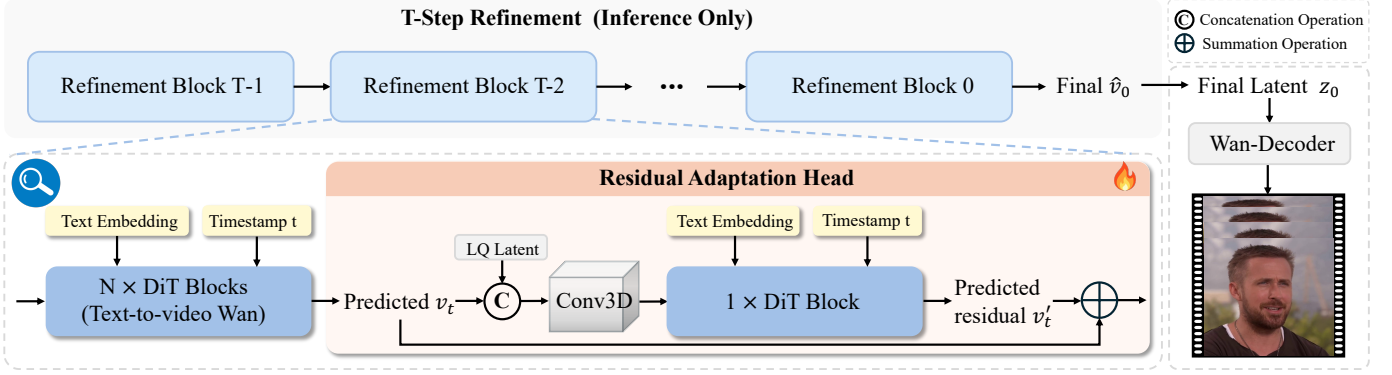 T-Step Refinement (Inference Only)
C Concatenation Operation
Summation Operation
Refinement Block T-1
Refinement Block T-2
...
Refinement Block 0
Final v̂₀
Final Latent z₀
Wan-Decoder
Residual Adaptation Head
Text Embedding
Timestamp t
LQ Latent
Text Embedding
Timestamp t
N × DiT Blocks
(Text-to-video Wan)
Predicted vₜ
C
Conv3D
1 × DiT Block
Predicted
residual v′ₜ